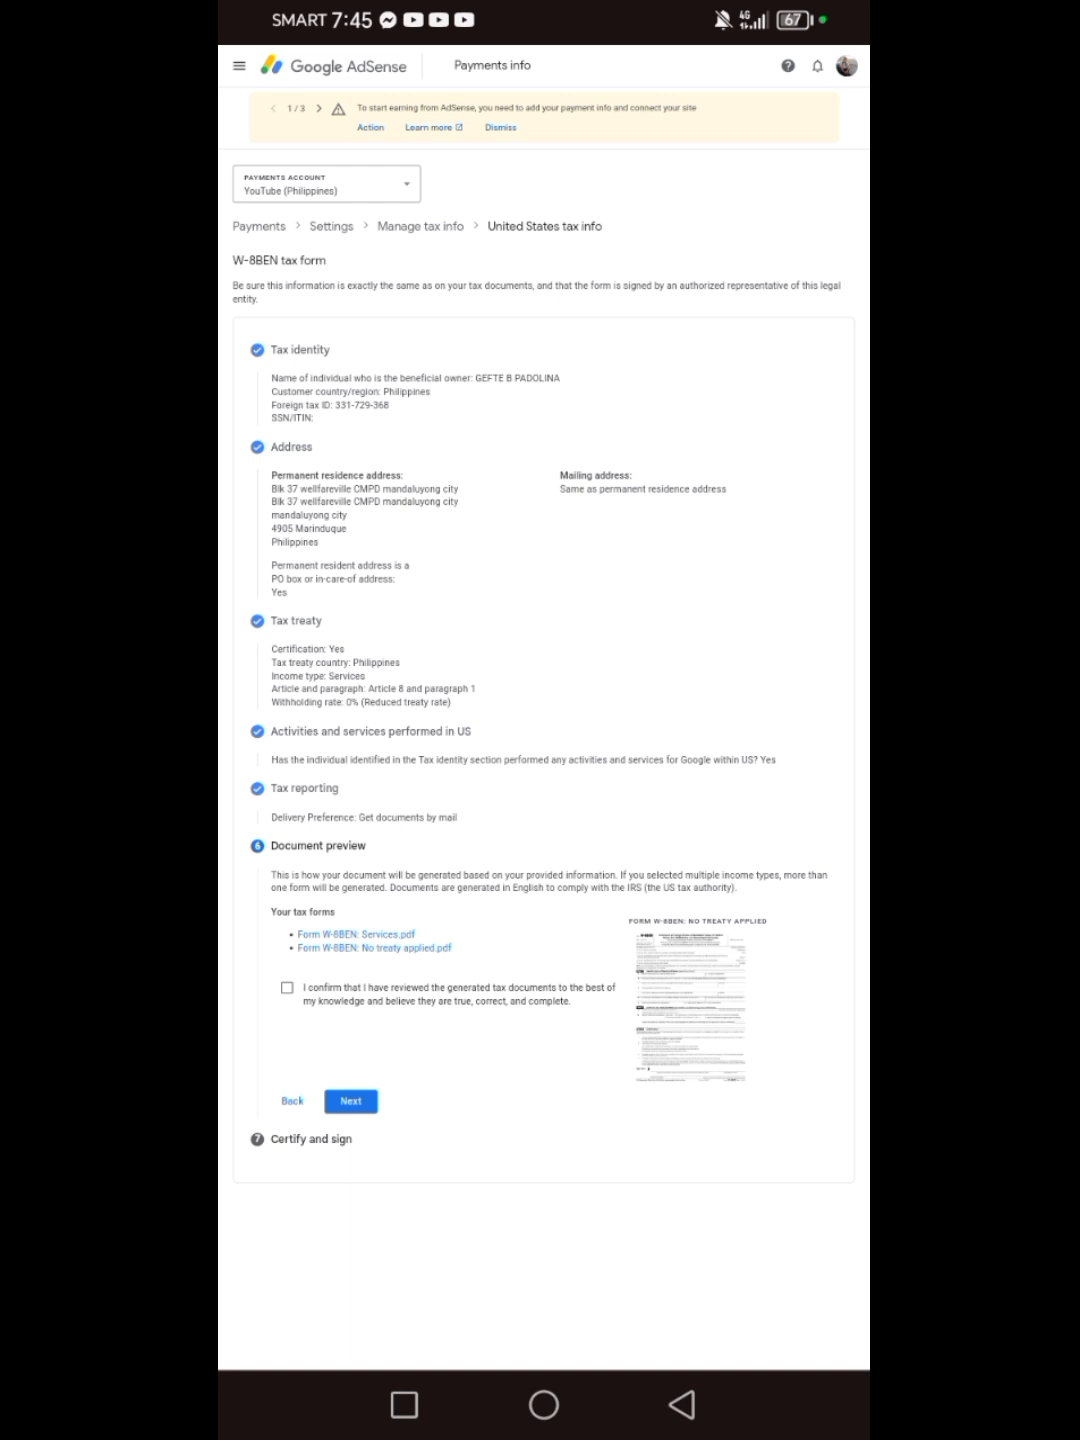 SMART 7:45
4G
67
Google AdSense
Payments info
1 / 3
To start earning from AdSense, you need to add your payment info and connect your site
Action Learn more Dismiss
PAYMENTS ACCOUNT
YouTube (Philippines)
Payments > Settings > Manage tax info > United States tax info
W-8BEN tax form
Be sure this information is exactly the same as on your tax documents, and that the form is signed by an authorized representative of this legal
entity.
Tax identity
Name of individual who is the beneficial owner: GEFTE B PADOLINA
Customer country/region: Philippines
Foreign tax ID: 331-729-368
SSN/ITIN:
Address
Permanent residence address:
Blk 37 wellfareville CMPD mandaluyong city
Blk 37 wellfareville CMPD mandaluyong city
mandaluyong city
4905 Marinduque
Philippines
Mailing address:
Same as permanent residence address
Permanent resident address is a
PO box or in-care-of address:
Yes
Tax treaty
Certification: Yes
Tax treaty country: Philippines
Income type: Services
Article and paragraph: Article 8 and paragraph 1
Withholding rate: 0% (Reduced treaty rate)
Activities and services performed in US
Has the individual identified in the Tax identity section performed any activities and services for Google within US? Yes
Tax reporting
Delivery Preference: Get documents by mail
6 Document preview
This is how your document will be generated based on your provided information. If you selected multiple income types, more than
one form will be generated. Documents are generated in English to comply with the IRS (the US tax authority).
Your tax forms
• Form W-8BEN: Services.pdf
• Form W-8BEN: No treaty applied.pdf
FORM W-8BEN: NO TREATY APPLIED
I confirm that I have reviewed the generated tax documents to the best of
my knowledge and believe they are true, correct, and complete.
Back Next
7 Certify and sign